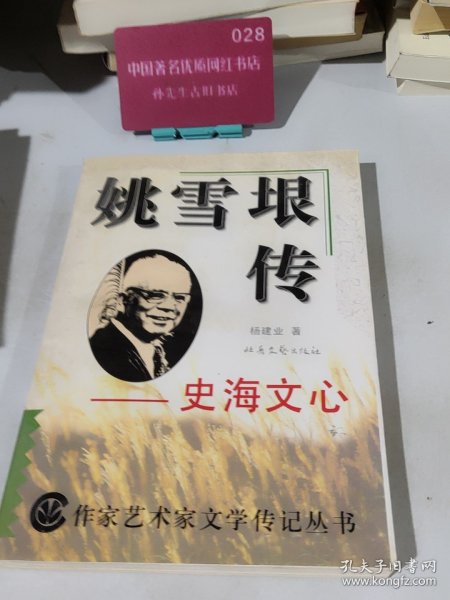 028
中国著名优质网红书店
孙先生古旧书店
姚雪垠
传
杨建业 著
北岳文艺出版社
——史海文心
作家艺术家文学传记丛书
孔夫子旧书网
www.kongfz.com